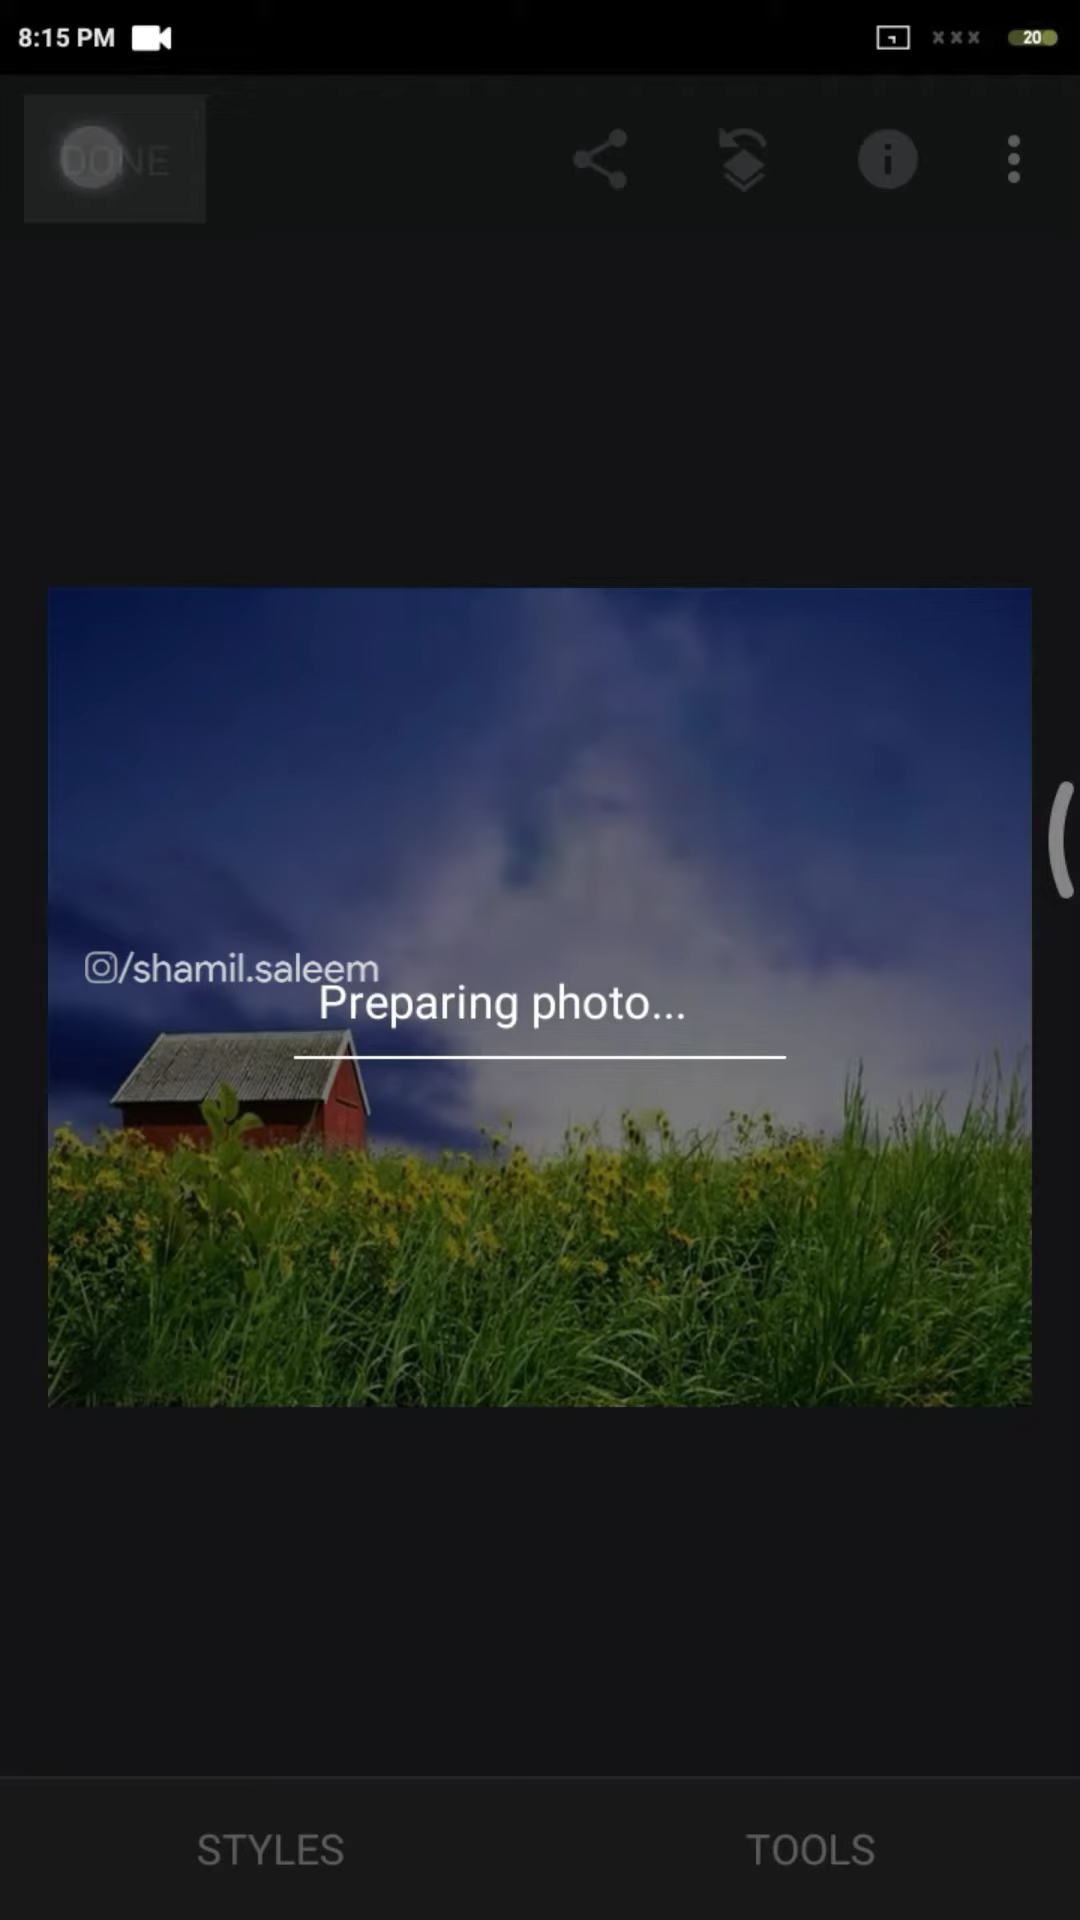 8:15 PM
20
DONE
/shamil.saleem
Preparing photo...
STYLES
TOOLS